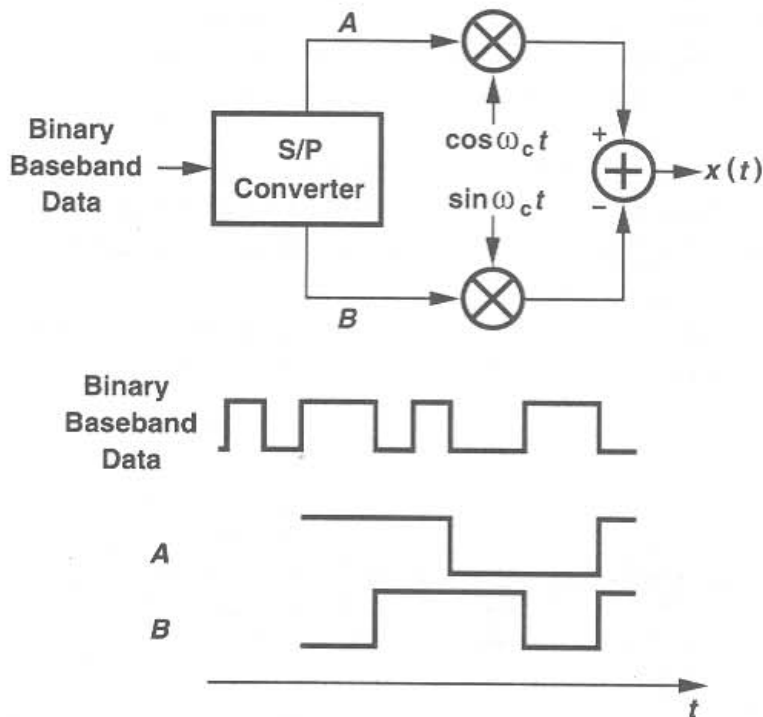 A
Binary
Baseband
Data
S/P
Converter
cos ω_c t
sin ω_c t
+
−
x(t)
B
Binary
Baseband
Data
A
B
t